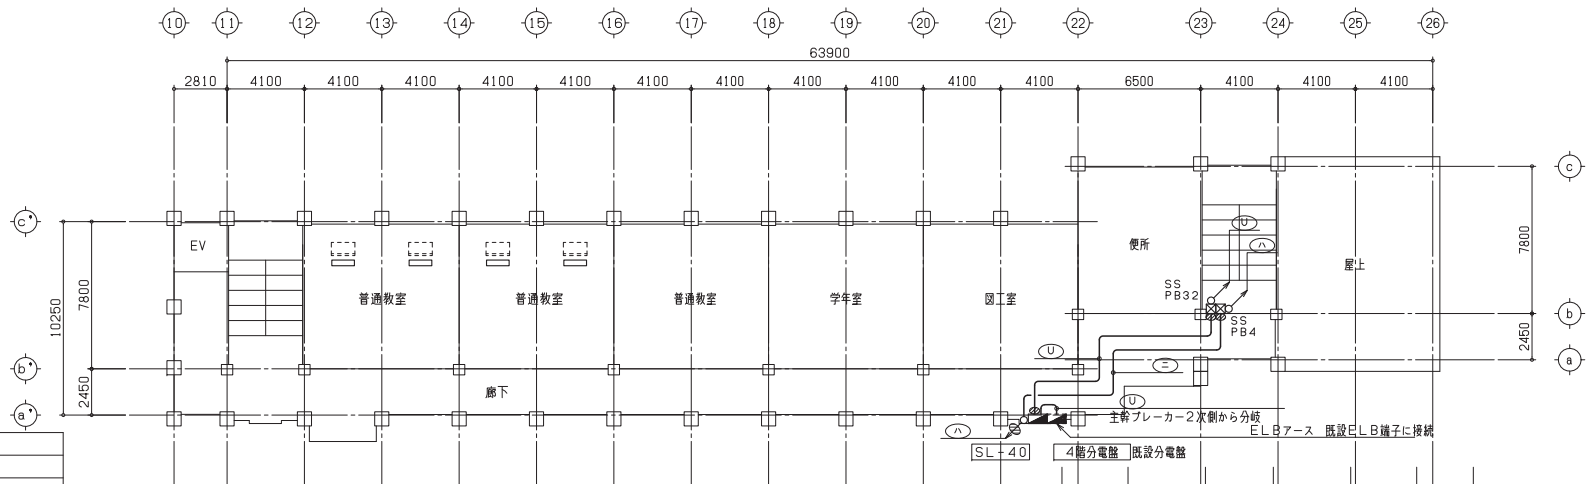 10 11 12 13 14 15 16 17 18 19 20 21 22 23 24 25 26
63900
2810 4100 4100 4100 4100 4100 4100 4100 4100 4100 4100 4100 6500 4100 4100 4100
c
c'
EV
便所
U
ハ
7800
屋上
SS
PB32
10250
7800
普通教室 普通教室 普通教室 学年室 図工室
SS
PB4
b
2450
a
U
ニ
b'
2450
廊下
U
a'
主幹ブレーカー2次側から分岐
ハ
ELBアース 既設ELB端子に接続
SL-40
4階分電盤 既設分電盤